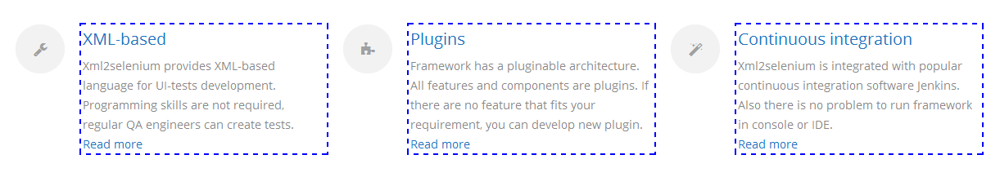 XML-based
Xml2selenium provides XML-based
language for UI-tests development.
Programming skills are not required,
regular QA engineers can create tests.
Read more
Plugins
Framework has a pluginable architecture.
All features and components are plugins. If
there are no feature that fits your
requirement, you can develop new plugin.
Read more
Continuous integration
Xml2selenium is integrated with popular
continuous integration software Jenkins.
Also there is no problem to run framework
in console or IDE.
Read more